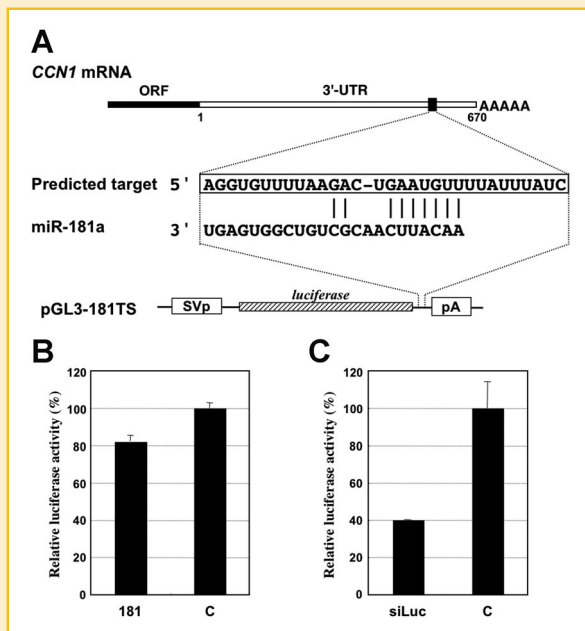 A
CCN1 mRNA
ORF 3'-UTR
1 670 AAAAA
Predicted target 5' AGGUGUUUUAAGAC-UGAAUGUUUUAUUUAUC
miR-181a 3' UGAGUGGCUGUCGCAACUUACAA
pGL3-181TS SVp luciferase pA
B
Relative luciferase activity (%)
120
100
80
60
40
20
0
181 C
C
Relative luciferase activity (%)
120
100
80
60
40
20
0
siLuc C